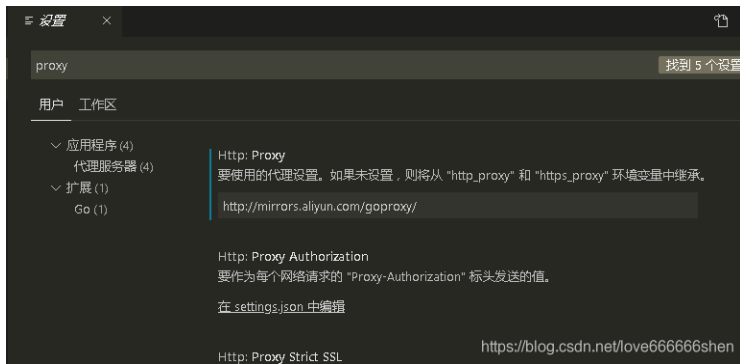 设置
proxy
找到 5 个设置
用户 工作区
应用程序 (4)
代理服务器 (4)
扩展 (1)
Go (1)
Http: Proxy
要使用的代理设置。如果未设置，则将从 "http_proxy" 和 "https_proxy" 环境变量中继承。
http://mirrors.aliyun.com/goproxy/
Http: Proxy Authorization
要作为每个网络请求的 "Proxy-Authorization" 标头发送的值。
在 settings.json 中编辑
Http: Proxy Strict SSL
https://blog.csdn.net/love666666shen